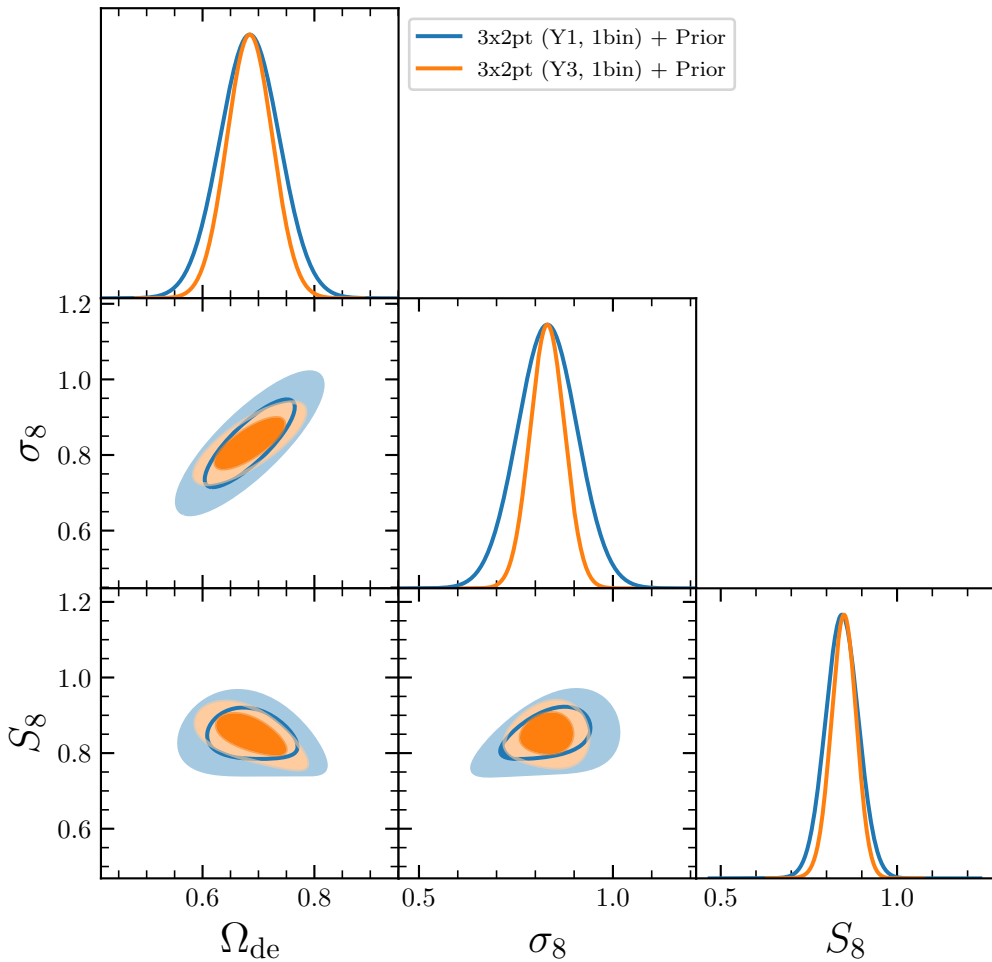 3x2pt (Y1, 1bin) + Prior
3x2pt (Y3, 1bin) + Prior
1.2
1.0
σ8
0.8
0.6
1.2
1.0
S8
0.8
0.6
0.6 0.8 0.5 1.0 0.8 1.0
Ωde σ8 S8